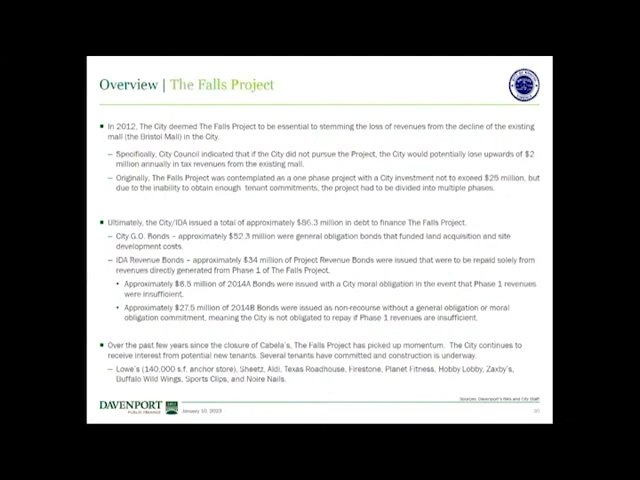 Overview | The Falls Project
▪ In 2012, The City deemed The Falls Project to be essential to stemming the loss of revenues from the decline of the existing
mall (the Bristol Mall) in the City.
– Specifically, City Council indicated that if the City did not pursue the Project, the City would potentially lose upwards of $2
million annually in tax revenues from the existing mall.
– Originally, The Falls Project was contemplated as a one phase project with a City investment not to exceed $25 million, but
due to the inability to obtain enough tenant commitments, the project had to be divided into multiple phases.
▪ Ultimately, the City/IDA issued a total of approximately $86.3 million in debt to finance The Falls Project.
– City G.O. Bonds – approximately $52.3 million were general obligation bonds that funded land acquisition and site
development costs.
– IDA Revenue Bonds – approximately $34 million of Project Revenue Bonds were issued that were to be repaid solely from
revenues directly generated from Phase 1 of The Falls Project.
• Approximately $6.5 million of 2014A Bonds were issued with a City moral obligation in the event that Phase 1 revenues
were insufficient.
• Approximately $27.5 million of 2014B Bonds were issued as non-recourse without a general obligation or moral
obligation commitment, meaning the City is not obligated to repay if Phase 1 revenues are insufficient.
▪ Over the past few years since the closure of Cabela's, The Falls Project has picked up momentum. The City continues to
receive interest from potential new tenants. Several tenants have committed and construction is underway.
– Lowe's (140,000 s.f. anchor store), Sheetz, Aldi, Texas Roadhouse, Firestone, Planet Fitness, Hobby Lobby, Zaxby's,
Buffalo Wild Wings, Sports Clips, and Noire Nails.
Sources: Davenport's files and City Staff
DAVENPORT
PUBLIC FINANCE
January 10, 2023